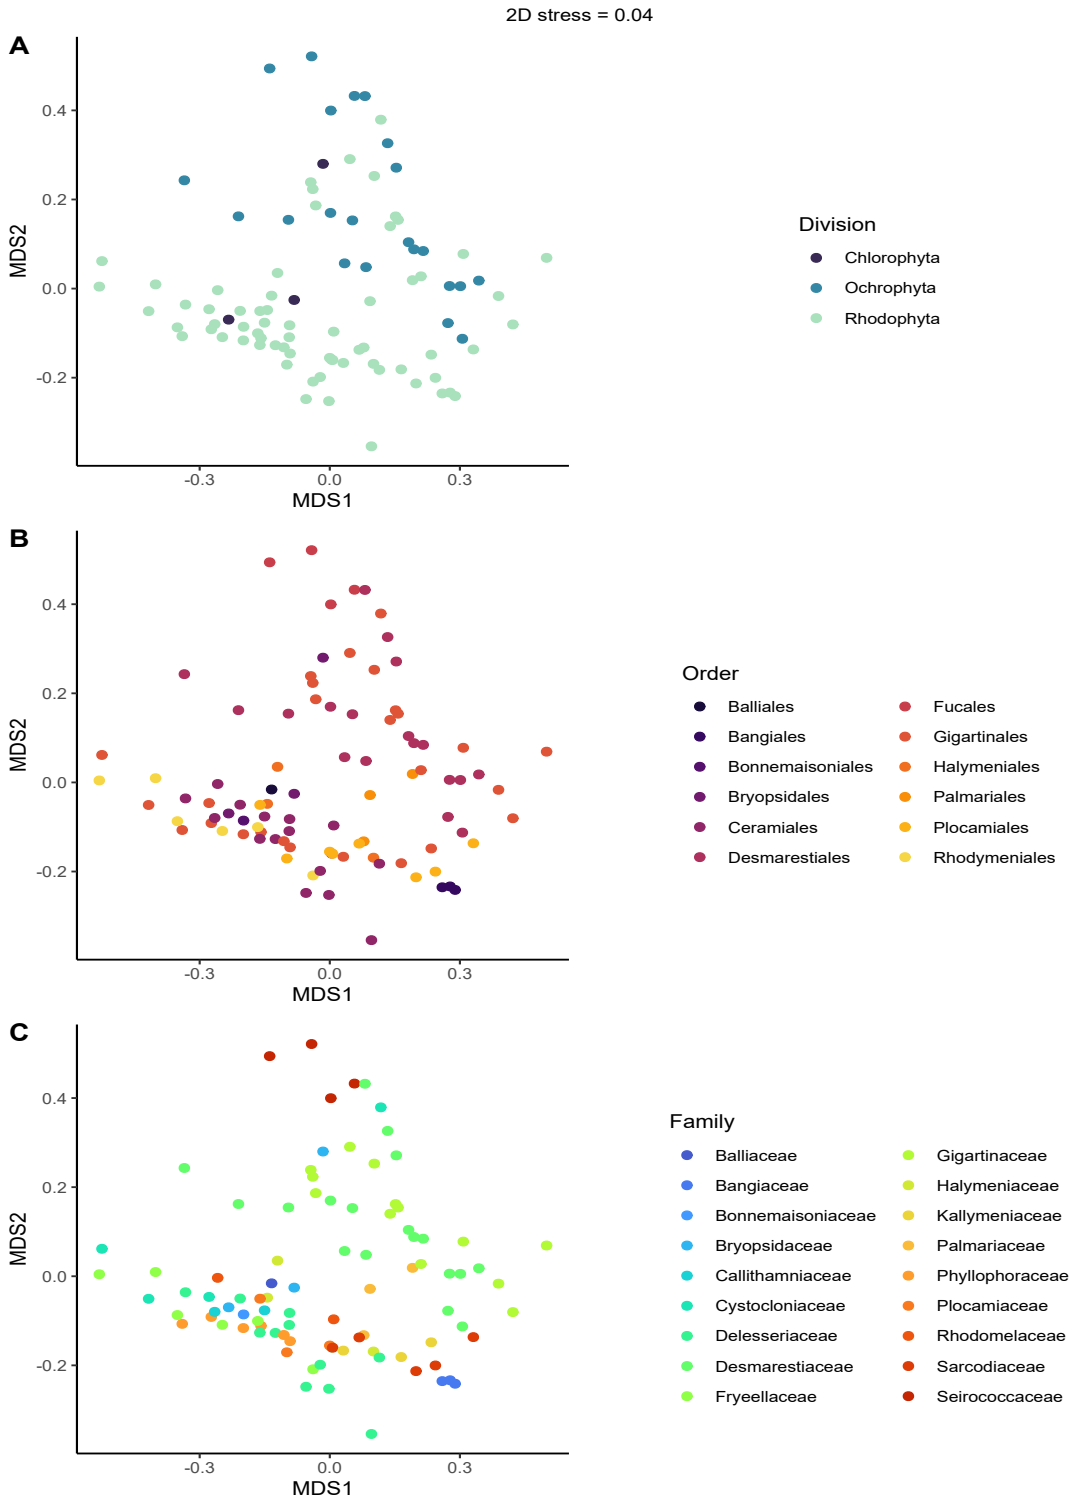 2D stress = 0.04
A
MDS2
0.4
0.2
0.0
-0.2
-0.3
0.0
0.3
MDS1
Division
Chlorophyta
Ochrophyta
Rhodophyta
B
MDS2
0.4
0.2
0.0
-0.2
-0.3
0.0
0.3
MDS1
Order
Balliales
Bangiales
Bonnemaisoniales
Bryopsidales
Ceramiales
Desmarestiales
Fucales
Gigartinales
Halymeniales
Palmariales
Plocamiales
Rhodymeniales
C
MDS2
0.4
0.2
0.0
-0.2
-0.3
0.0
0.3
MDS1
Family
Balliaceae
Bangiaceae
Bonnemaisoniaceae
Bryopsidaceae
Callithamniaceae
Cystocloniaceae
Delesseriaceae
Desmarestiaceae
Fryeellaceae
Gigartinaceae
Halymeniaceae
Kallymeniaceae
Palmariaceae
Phyllophoraceae
Plocamiaceae
Rhodomelaceae
Sarcodiaceae
Seirococcaceae